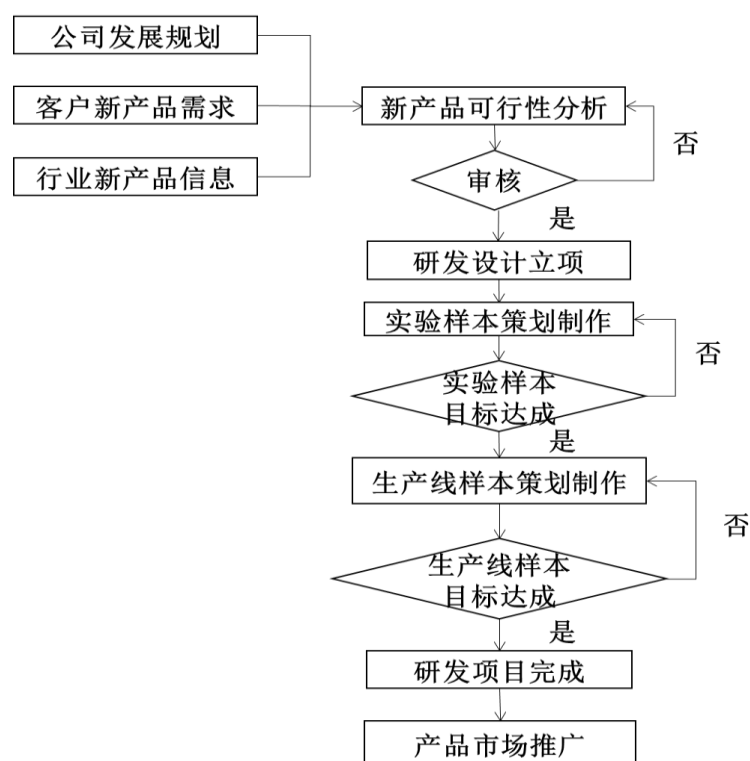 公司发展规划
客户新产品需求
行业新产品信息
新产品可行性分析
否
审核
是
研发设计立项
实验样本策划制作
否
实验样本
目标达成
是
生产线样本策划制作
否
生产线样本
目标达成
是
研发项目完成
产品市场推广